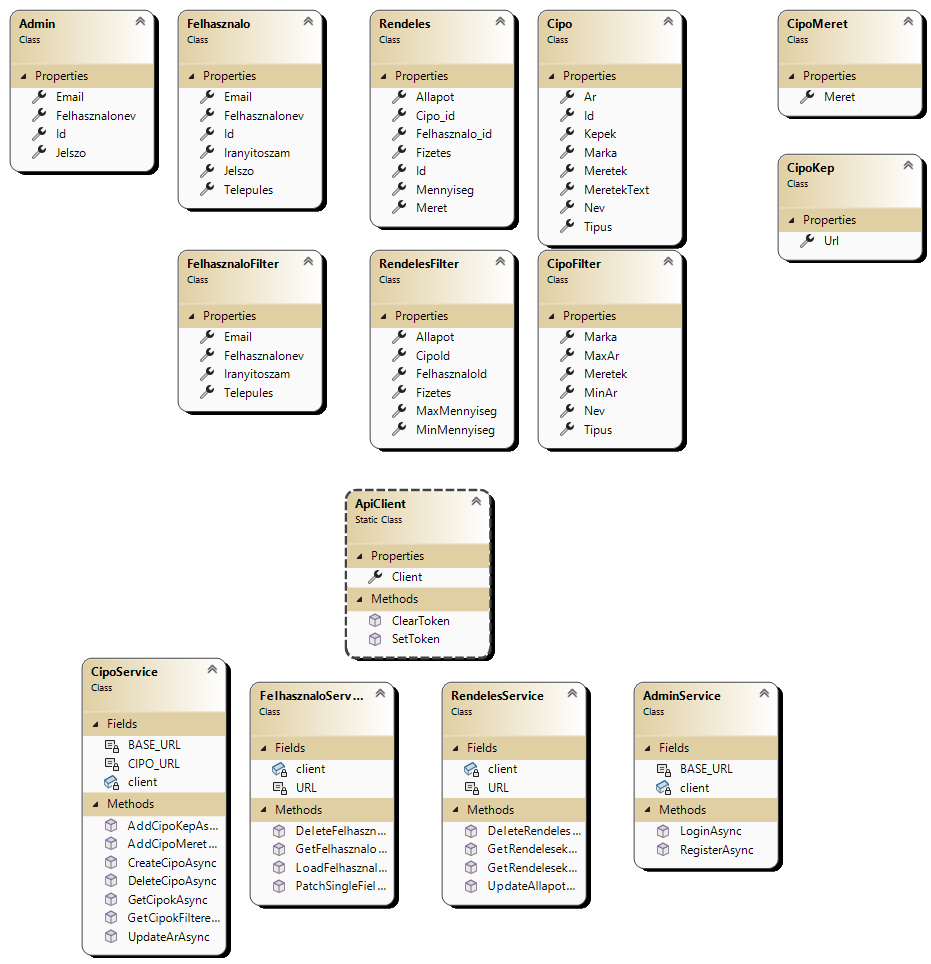 Admin
Class
Properties
Email
Felhasznalonev
Id
Jelszo
Felhasznalo
Class
Properties
Email
Felhasznalonev
Id
Iranyitoszam
Jelszo
Telepules
Rendeles
Class
Properties
Allapot
Cipo_id
Felhasznalo_id
Fizetes
Id
Mennyiseg
Meret
Cipo
Class
Properties
Ar
Id
Kepek
Marka
Meretek
MeretekText
Nev
Tipus
CipoMeret
Class
Properties
Meret
CipoKep
Class
Properties
Url
FelhasznaloFilter
Class
Properties
Email
Felhasznalonev
Iranyitoszam
Telepules
RendelesFilter
Class
Properties
Allapot
CipoId
FelhasznaloId
Fizetes
MaxMennyiseg
MinMennyiseg
CipoFilter
Class
Properties
Marka
MaxAr
Meretek
MinAr
Nev
Tipus
ApiClient
Static Class
Properties
Client
Methods
ClearToken
SetToken
CipoService
Class
Fields
BASE_URL
CIPO_URL
client
Methods
AddCipoKepAs...
AddCipoMeret...
CreateCipoAsync
DeleteCipoAsync
GetCipokAsync
GetCipokFiltere...
UpdateArAsync
FelhasznaloServ...
Class
Fields
client
URL
Methods
DeleteFelhaszn...
GetFelhasznalo...
LoadFelhasznal...
PatchSingleFiel...
RendelesService
Class
Fields
client
URL
Methods
DeleteRendeles...
GetRendelesek...
GetRendelesek...
UpdateAllapot...
AdminService
Class
Fields
BASE_URL
client
Methods
LoginAsync
RegisterAsync